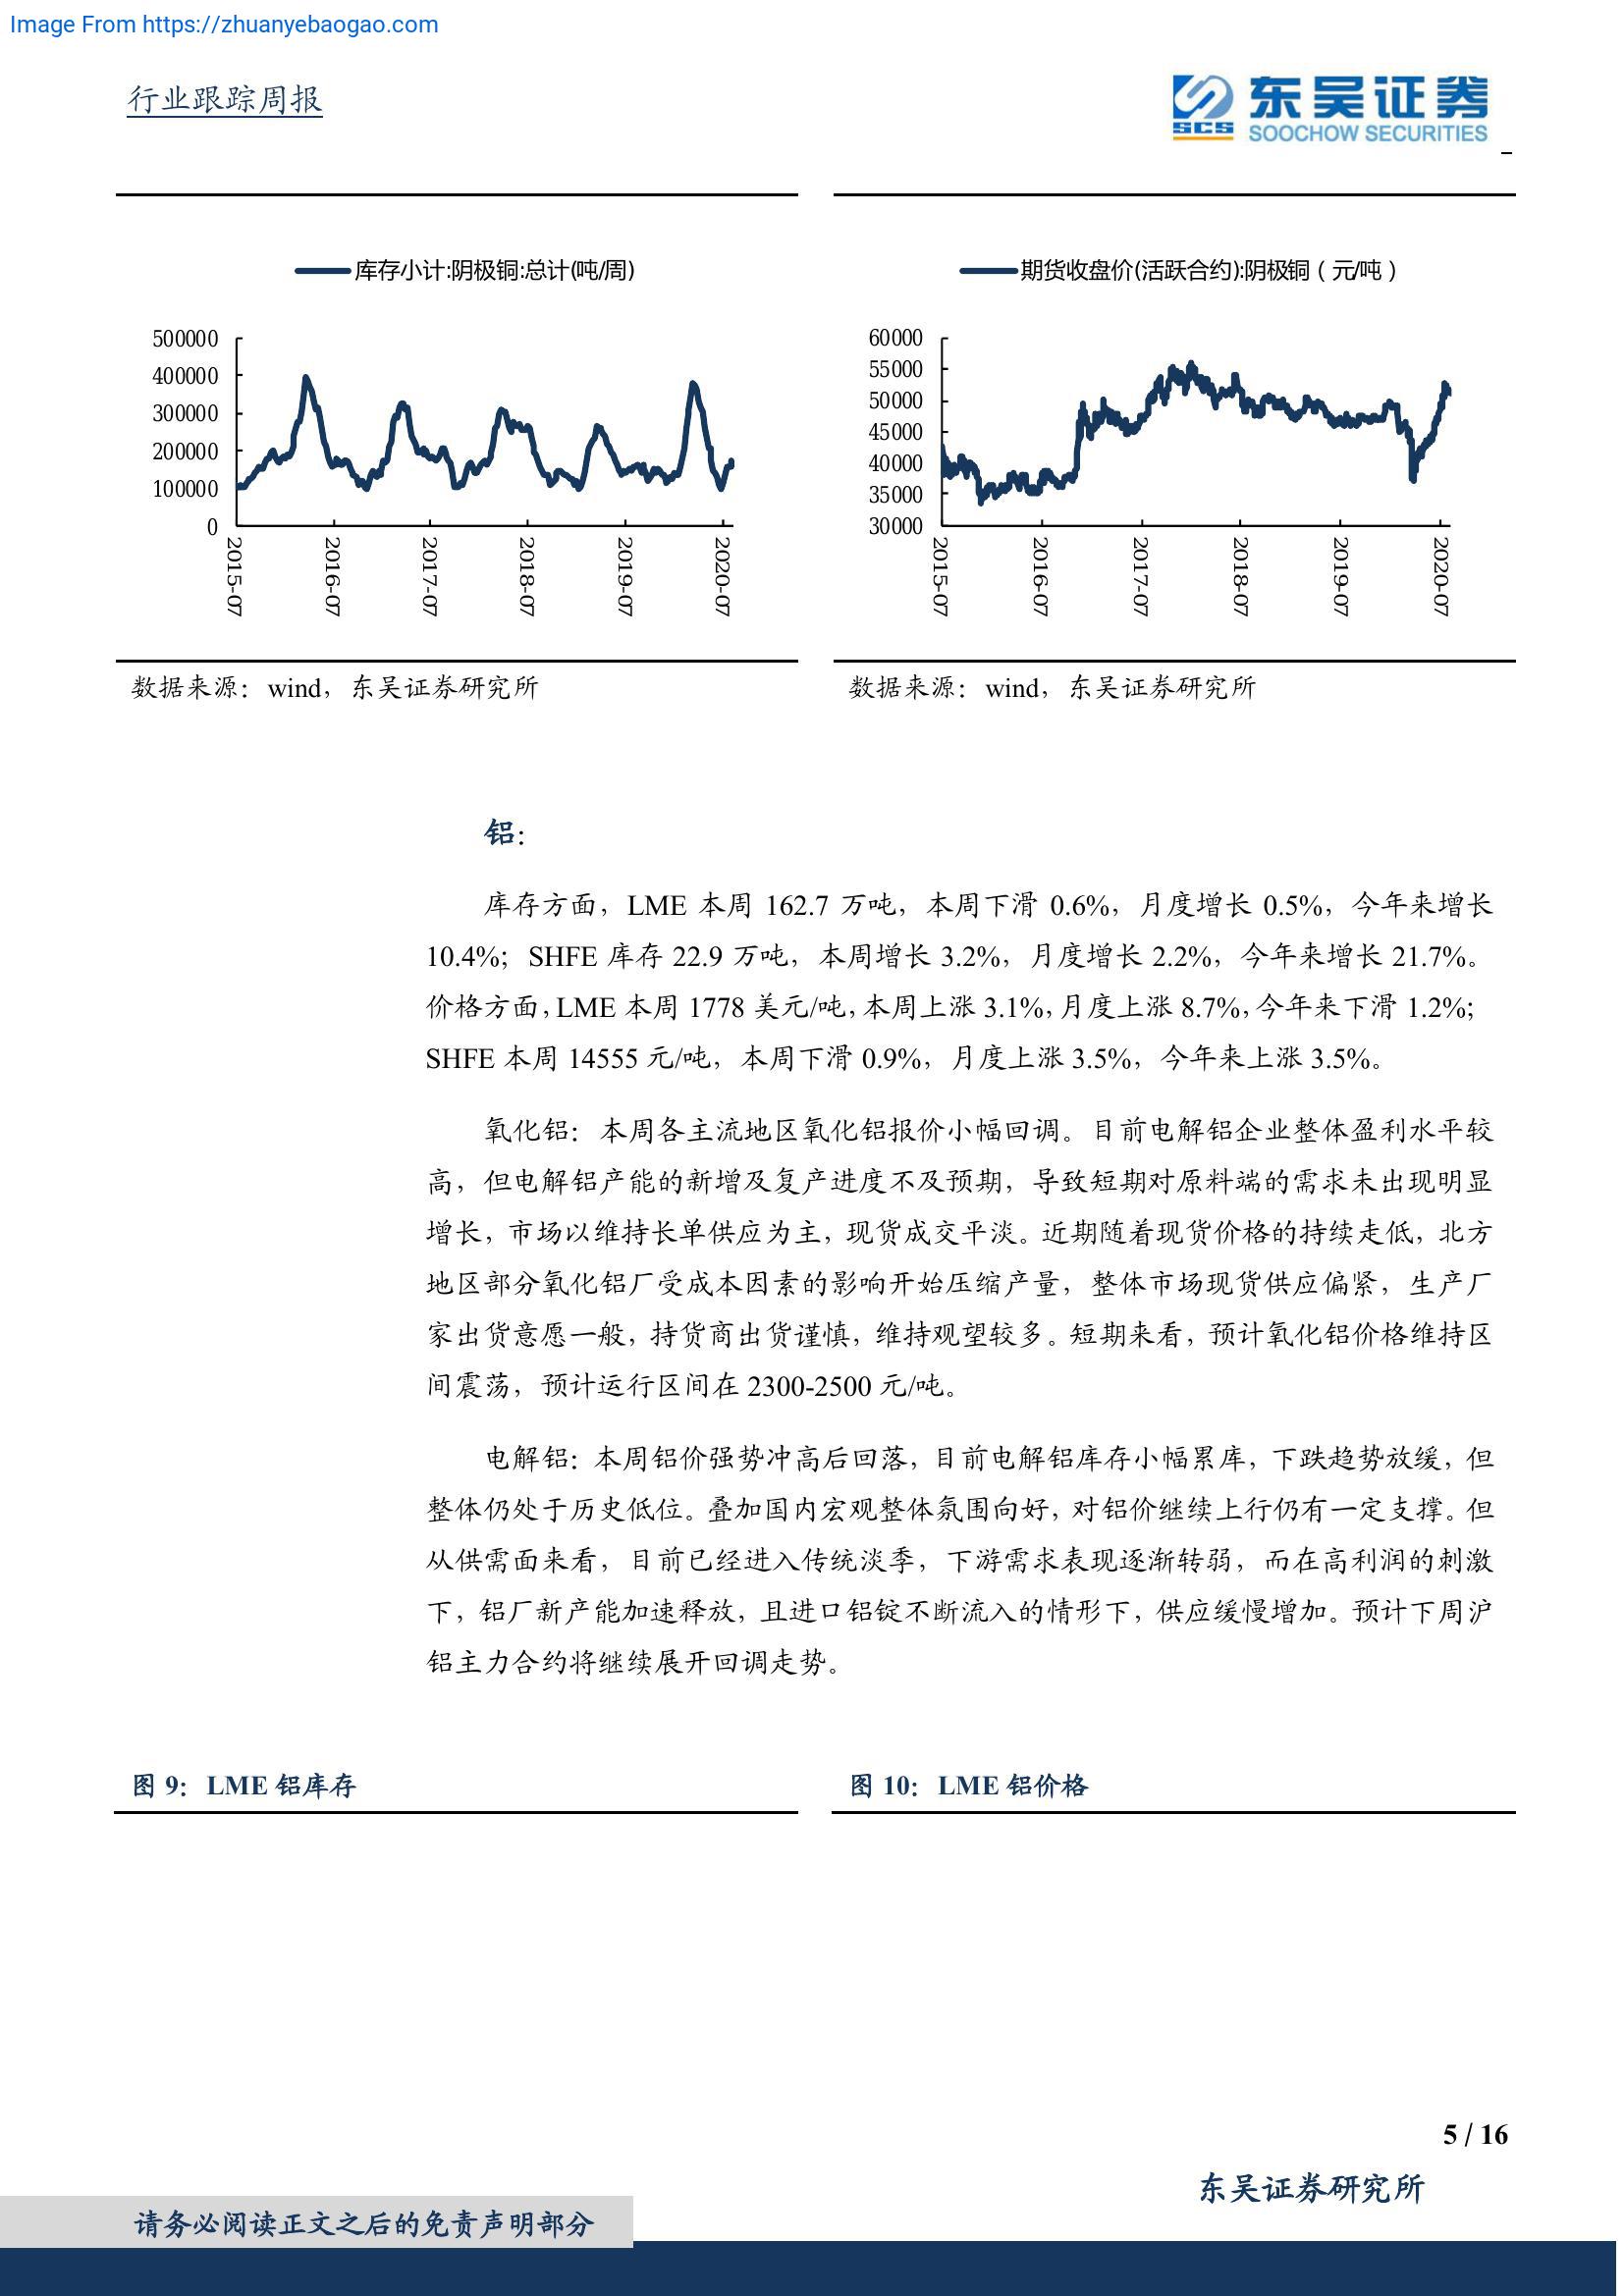 Image From https://zhuanyebaogao.com
行业跟踪周报
东吴证券
SCS
SOOCHOW SECURITIES
库存小计:阴极铜:总计(吨/周)
500000
400000
300000
200000
100000
0
2015-07
2016-07
2017-07
2018-07
2019-07
2020-07
期货收盘价(活跃合约):阴极铜（元/吨）
60000
55000
50000
45000
40000
35000
30000
2015-07
2016-07
2017-07
2018-07
2019-07
2020-07
数据来源：wind，东吴证券研究所
数据来源：wind，东吴证券研究所
铝：
库存方面，LME 本周 162.7 万吨，本周下滑 0.6%，月度增长 0.5%，今年来增长
10.4%；SHFE 库存 22.9 万吨，本周增长 3.2%，月度增长 2.2%，今年来增长 21.7%。
价格方面，LME 本周 1778 美元/吨，本周上涨 3.1%，月度上涨 8.7%，今年来下滑 1.2%；
SHFE 本周 14555 元/吨，本周下滑 0.9%，月度上涨 3.5%，今年来上涨 3.5%。
氧化铝：本周各主流地区氧化铝报价小幅回调。目前电解铝企业整体盈利水平较
高，但电解铝产能的新增及复产进度不及预期，导致短期对原料端的需求未出现明显
增长，市场以维持长单供应为主，现货成交平淡。近期随着现货价格的持续走低，北方
地区部分氧化铝厂受成本因素的影响开始压缩产量，整体市场现货供应偏紧，生产厂
家出货意愿一般，持货商出货谨慎，维持观望较多。短期来看，预计氧化铝价格维持区
间震荡，预计运行区间在 2300-2500 元/吨。
电解铝：本周铝价强势冲高后回落，目前电解铝库存小幅累库，下跌趋势放缓，但
整体仍处于历史低位。叠加国内宏观整体氛围向好，对铝价继续上行仍有一定支撑。但
从供需面来看，目前已经进入传统淡季，下游需求表现逐渐转弱，而在高利润的刺激
下，铝厂新产能加速释放，且进口铝锭不断流入的情形下，供应缓慢增加。预计下周沪
铝主力合约将继续展开回调走势。
图 9：LME 铝库存
图 10：LME 铝价格
5 / 16
东吴证券研究所
请务必阅读正文之后的免责声明部分